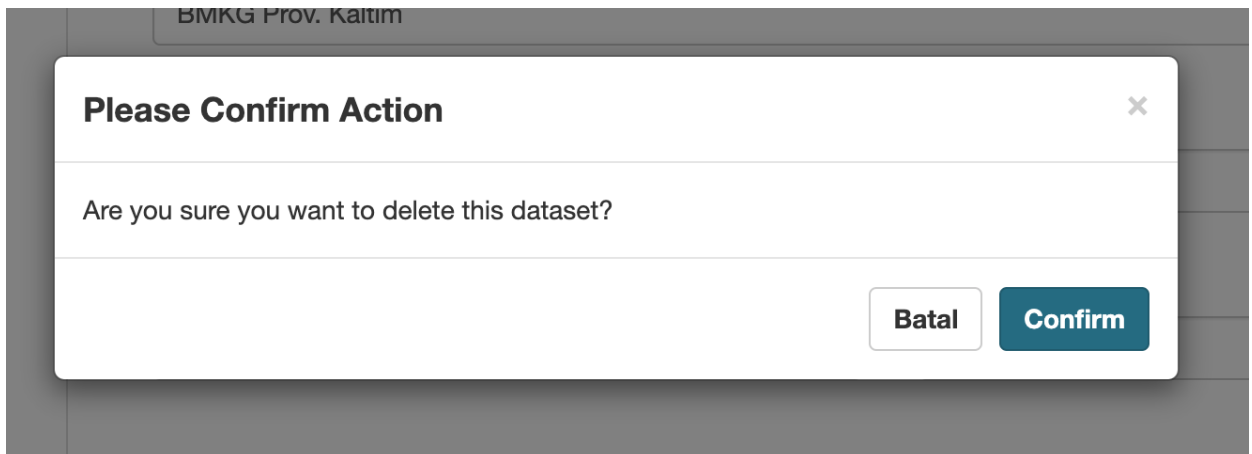 BMKG Prov. Kaltim
Please Confirm Action
×
Are you sure you want to delete this dataset?
Batal
Confirm